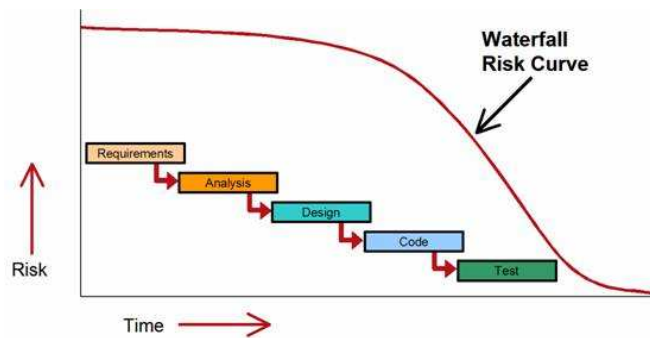 Waterfall
Risk Curve
Requirements
Analysis
Design
Code
Test
Risk
Time